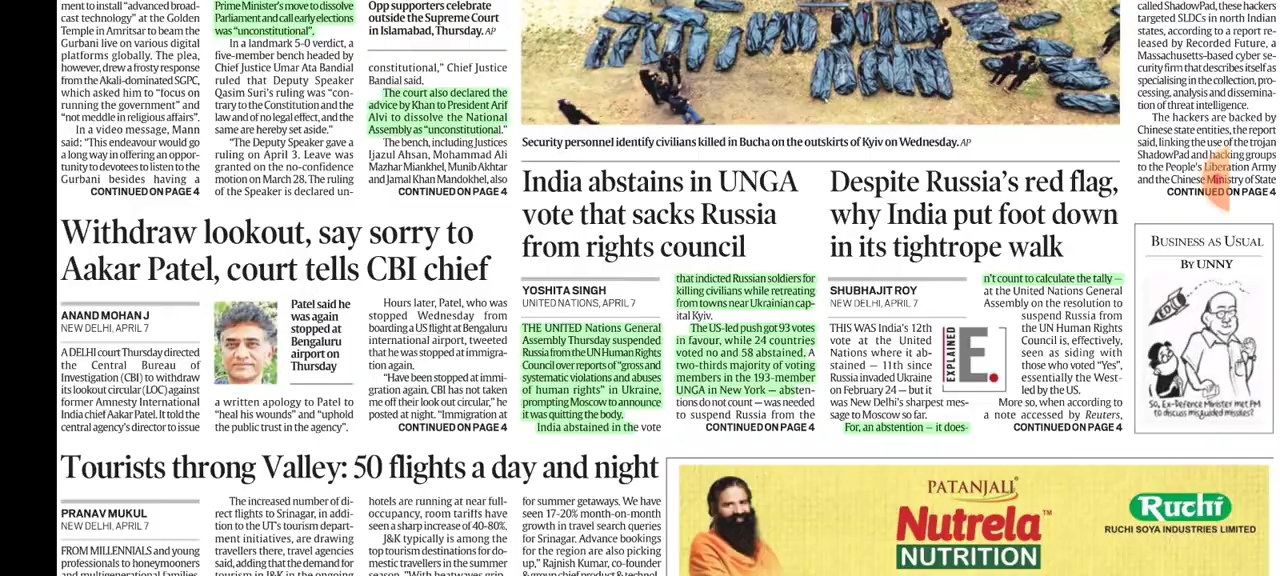 ment to install "advanced broad-
cast technology" at the Golden
Temple in Amritsar to beam the
Gurbani live on various digital
platforms globally. The plea,
however, drew a frosty response
from the Akali-dominated SGPC,
which asked him to "focus on
running the government" and
"not meddle in religious affairs".
In a video message, Mann
said: "This endeavour would go
a long way in offering an oppor-
tunity to devotees to listen to the
Gurbani besides having a
CONTINUED ON PAGE 4
Prime Minister's move to dissolve
Parliament and call early elections
was "unconstitutional".
In a landmark 5-0 verdict, a
five-member bench headed by
Chief Justice Umar Ata Bandial
ruled that Deputy Speaker
Qasim Suri's ruling was "con-
trary to the Constitution and the
law and of no legal effect, and the
same are hereby set aside."
"The Deputy Speaker gave a
ruling on April 3. Leave was
granted on the no-confidence
motion on March 28. The ruling
of the Speaker is declared un-
Opp supporters celebrate
outside the Supreme Court
in Islamabad, Thursday. AP
constitutional," Chief Justice
Bandial said.
The court also declared the
advice by Khan to President Arif
Alvi to dissolve the National
Assembly as "unconstitutional."
The bench, including Justices
Ijazul Ahsan, Mohammad Ali
Mazhar Miankhel, Munib Akhtar
and Jamal Khan Mandokhel, also
CONTINUED ON PAGE 4
Security personnel identify civilians killed in Bucha on the outskirts of Kyiv on Wednesday. AP
called ShadowPad, these hackers
targeted SLDCs in north Indian
states, according to a report re-
leased by Recorded Future, a
Massachusetts-based cyber se-
curity firm that describes itself as
specialising in the collection, pro-
cessing, analysis and dissemina-
tion of threat intelligence.
The hackers are backed by
Chinese state entities, the report
said, linking the use of the trojan
ShadowPad and hacking groups
to the People's Liberation Army
and the Chinese Ministry of State
CONTINUED ON PAGE 4
Withdraw lookout, say sorry to
Aakar Patel, court tells CBI chief
ANAND MOHAN J
NEW DELHI, APRIL 7
A DELHI court Thursday directed
the Central Bureau of
Investigation (CBI) to withdraw
its lookout circular (LOC) against
former Amnesty International
India chief Aakar Patel. It told the
central agency's director to issue
Patel said he
was again
stopped at
Bengaluru
airport on
Thursday
a written apology to Patel to
"heal his wounds" and "uphold
the public trust in the agency".
Hours later, Patel, who was
stopped Wednesday from
boarding a US flight at Bengaluru
international airport, tweeted
that he was stopped at immigra-
tion again.
"Have been stopped at immi-
gration again. CBI has not taken
me off their look out circular," he
posted at night. "Immigration at
CONTINUED ON PAGE 4
India abstains in UNGA
vote that sacks Russia
from rights council
YOSHITA SINGH
UNITED NATIONS, APRIL 7
THE UNITED Nations General
Assembly Thursday suspended
Russia from the UN Human Rights
Council over reports of "gross and
systematic violations and abuses
of human rights" in Ukraine,
prompting Moscow to announce
it was quitting the body.
India abstained in the vote
that indicted Russian soldiers for
killing civilians while retreating
from towns near Ukrainian cap-
ital Kyiv.
The US-led push got 93 votes
in favour, while 24 countries
voted no and 58 abstained. A
two-thirds majority of voting
members in the 193-member
UNGA in New York — absten-
tions do not count — was needed
to suspend Russia from the
CONTINUED ON PAGE 4
Despite Russia's red flag,
why India put foot down
in its tightrope walk
SHUBHAJIT ROY
NEW DELHI, APRIL 7
THIS WAS India's 12th
vote at the United
Nations where it ab-
stained — 11th since
Russia invaded Ukraine
on February 24 — but it
was New Delhi's sharpest mes-
sage to Moscow so far.
For, an abstention — it does-
EXPLAINED
E.
n't count to calculate the tally —
at the United Nations General
Assembly on the resolution to
suspend Russia from
the UN Human Rights
Council is, effectively,
seen as siding with
those who voted "Yes",
essentially the West-
led by the US.
More so, when according to
a note accessed by Reuters,
CONTINUED ON PAGE 4
BUSINESS AS USUAL
BY UNNY
So, Ex-Defence Minister met PM
to discuss misguided missiles?
Tourists throng Valley: 50 flights a day and night
PRANAV MUKUL
NEW DELHI, APRIL 7
FROM MILLENNIALS and young
professionals to honeymooners
and multigenerational families,
The increased number of di-
rect flights to Srinagar, in addi-
tion to the UT's tourism depart-
ment initiatives, are drawing
travellers there, travel agencies
said, adding that the demand for
tourism in J&K in the ongoing
hotels are running at near full-
occupancy, room tariffs have
seen a sharp increase of 40-80%.
J&K typically is among the
top tourism destinations for do-
mestic travellers in the summer
season. "With heatwaves grip-
for summer getaways. We have
seen 17-20% month-on-month
growth in travel search queries
for Srinagar. Advance bookings
for the region are also picking
up," Rajnish Kumar, co-founder
& group chief product & technol-
PATANJALI
Nutrela™
NUTRITION
Ruchi
RUCHI SOYA INDUSTRIES LIMITED